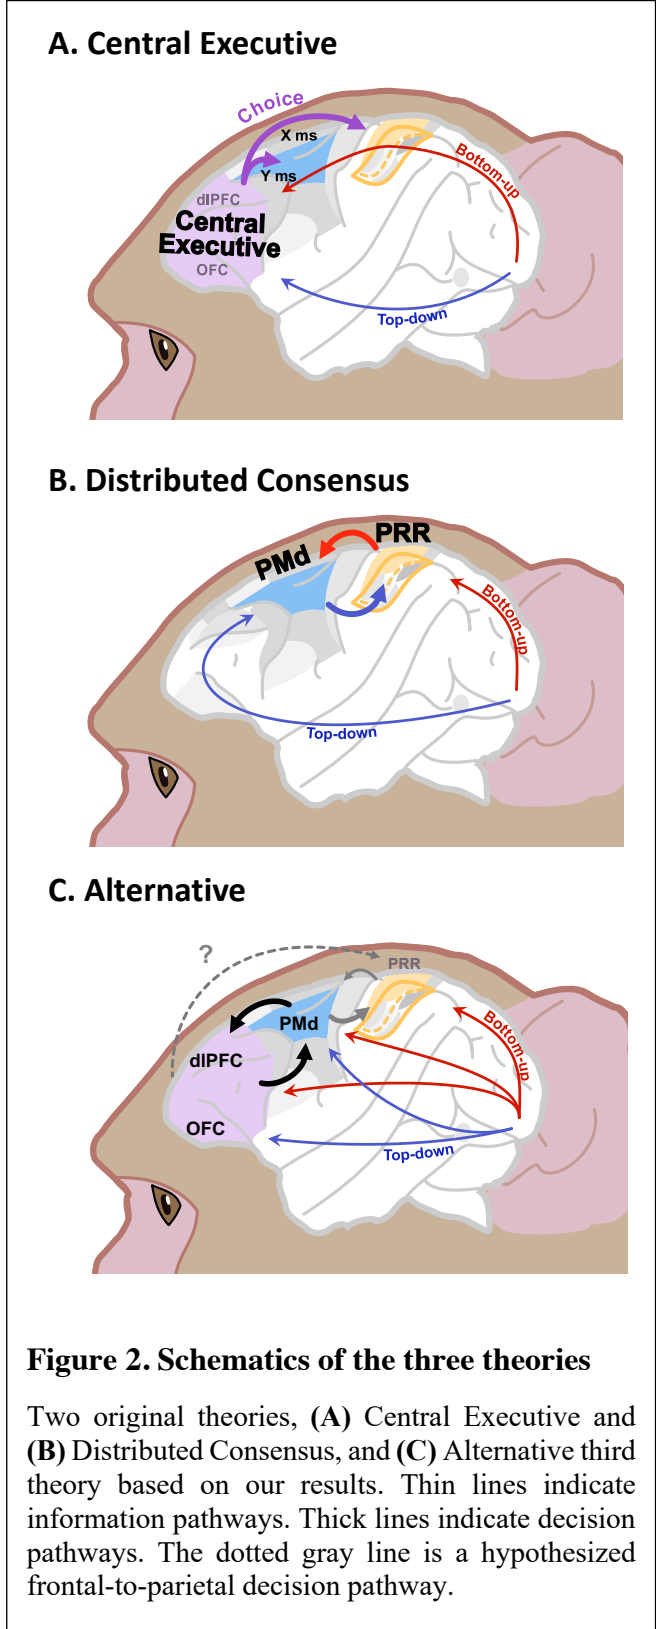 A. Central Executive
Choice
X ms
Y ms
Bottom-up
dlPFC
Central
Executive
OFC
Top-down
B. Distributed Consensus
PRR
PMd
Bottom-up
Top-down
C. Alternative
?
PRR
PMd
Bottom-up
dlPFC
OFC
Top-down
Figure 2. Schematics of the three theories
Two original theories, (A) Central Executive and
(B) Distributed Consensus, and (C) Alternative third
theory based on our results. Thin lines indicate
information pathways. Thick lines indicate decision
pathways. The dotted gray line is a hypothesized
frontal-to-parietal decision pathway.